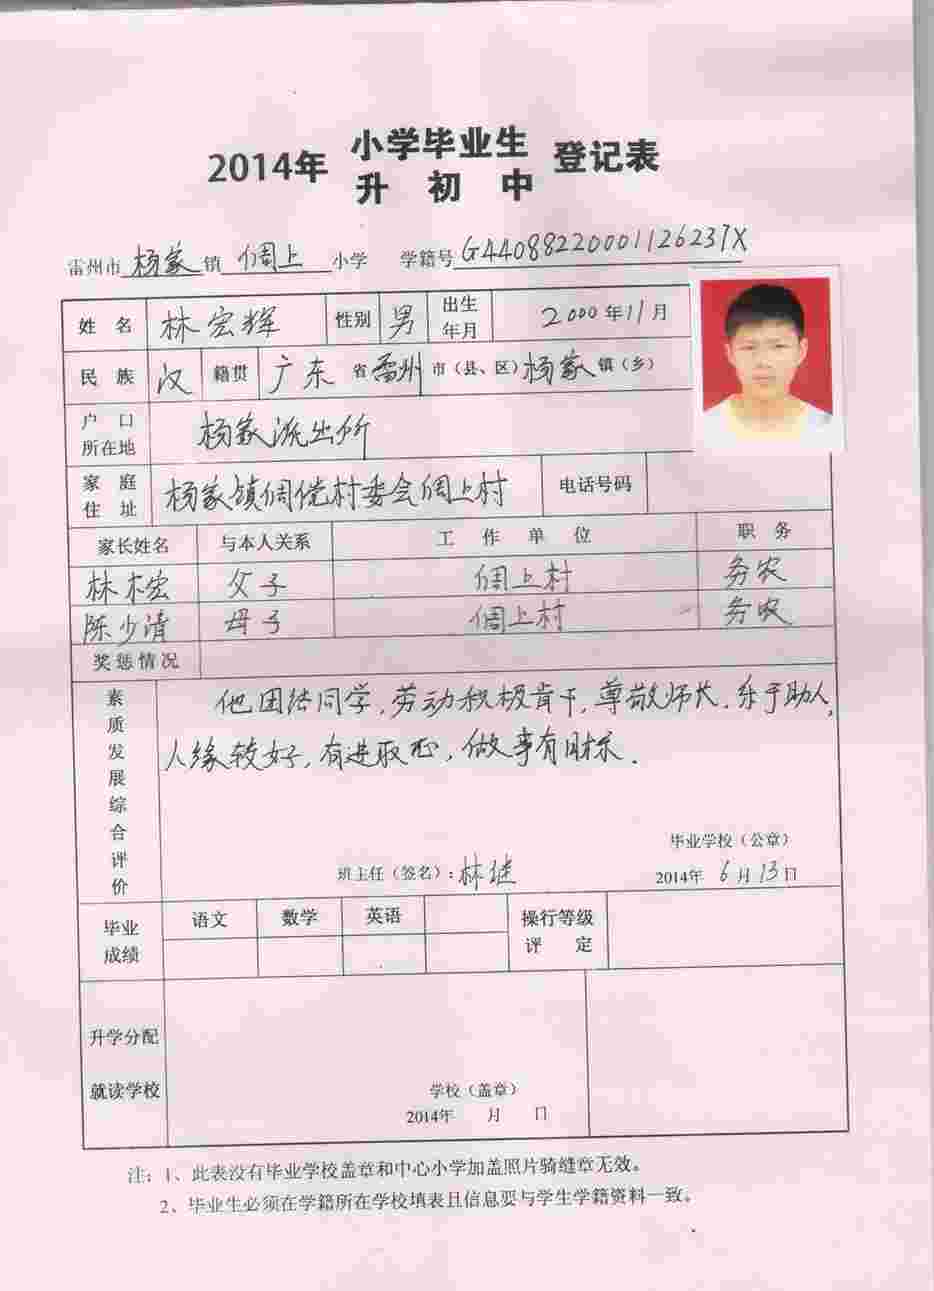 2014年 小学毕业生 登记表
升 初 中
雷州市 杨家 镇 倜上 小学 学籍号 G44088220001126237X
姓 名 林宏辉 性别 男 出生年月 2000年11月
民 族 汉 籍贯 广东 省 雷州 市(县、区) 杨家 镇(乡)
户 口 所在地 杨家派出所
家 庭 住 址 杨家镇倜傥村委会倜上村 电话号码
家长姓名 与本人关系 工 作 单 位 职 务
林木宏 父子 倜上村 务农
陈少清 母子 倜上村 务农
奖惩情况
素质发展综合评价
他团结同学,劳动积极肯干,尊敬师长,乐于助人,
人缘较好,有进取心,做事有目标.
毕业学校(公章)
班主任(签名):林继 2014年 6月13日
毕业成绩 语文 数学 英语 操行等级评 定
升学分配
就读学校
学校(盖章)
2014年 月 日
注:1、此表没有毕业学校盖章和中心小学加盖照片骑缝章无效。
2、毕业生必须在学籍所在学校填表且信息要与学生学籍资料一致。